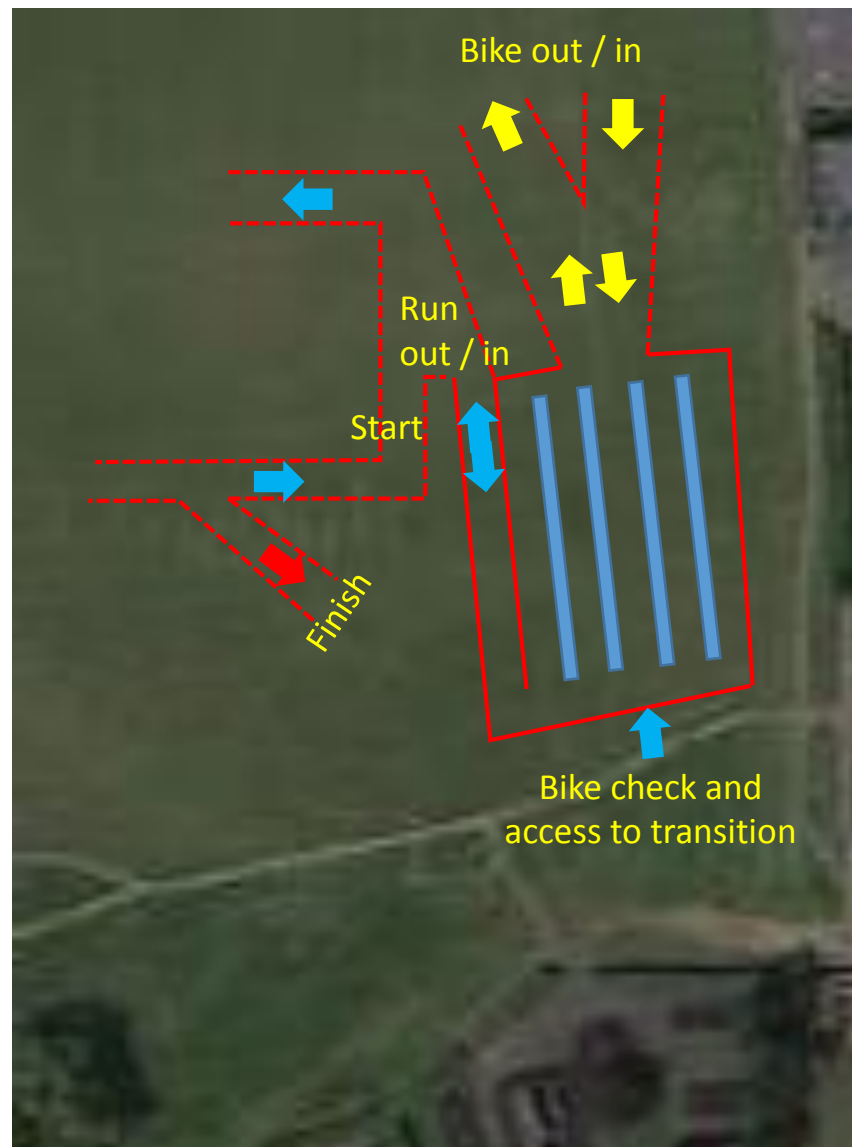 Bike out / in
Run
out / in
Start
Finish
Bike check and
access to transition